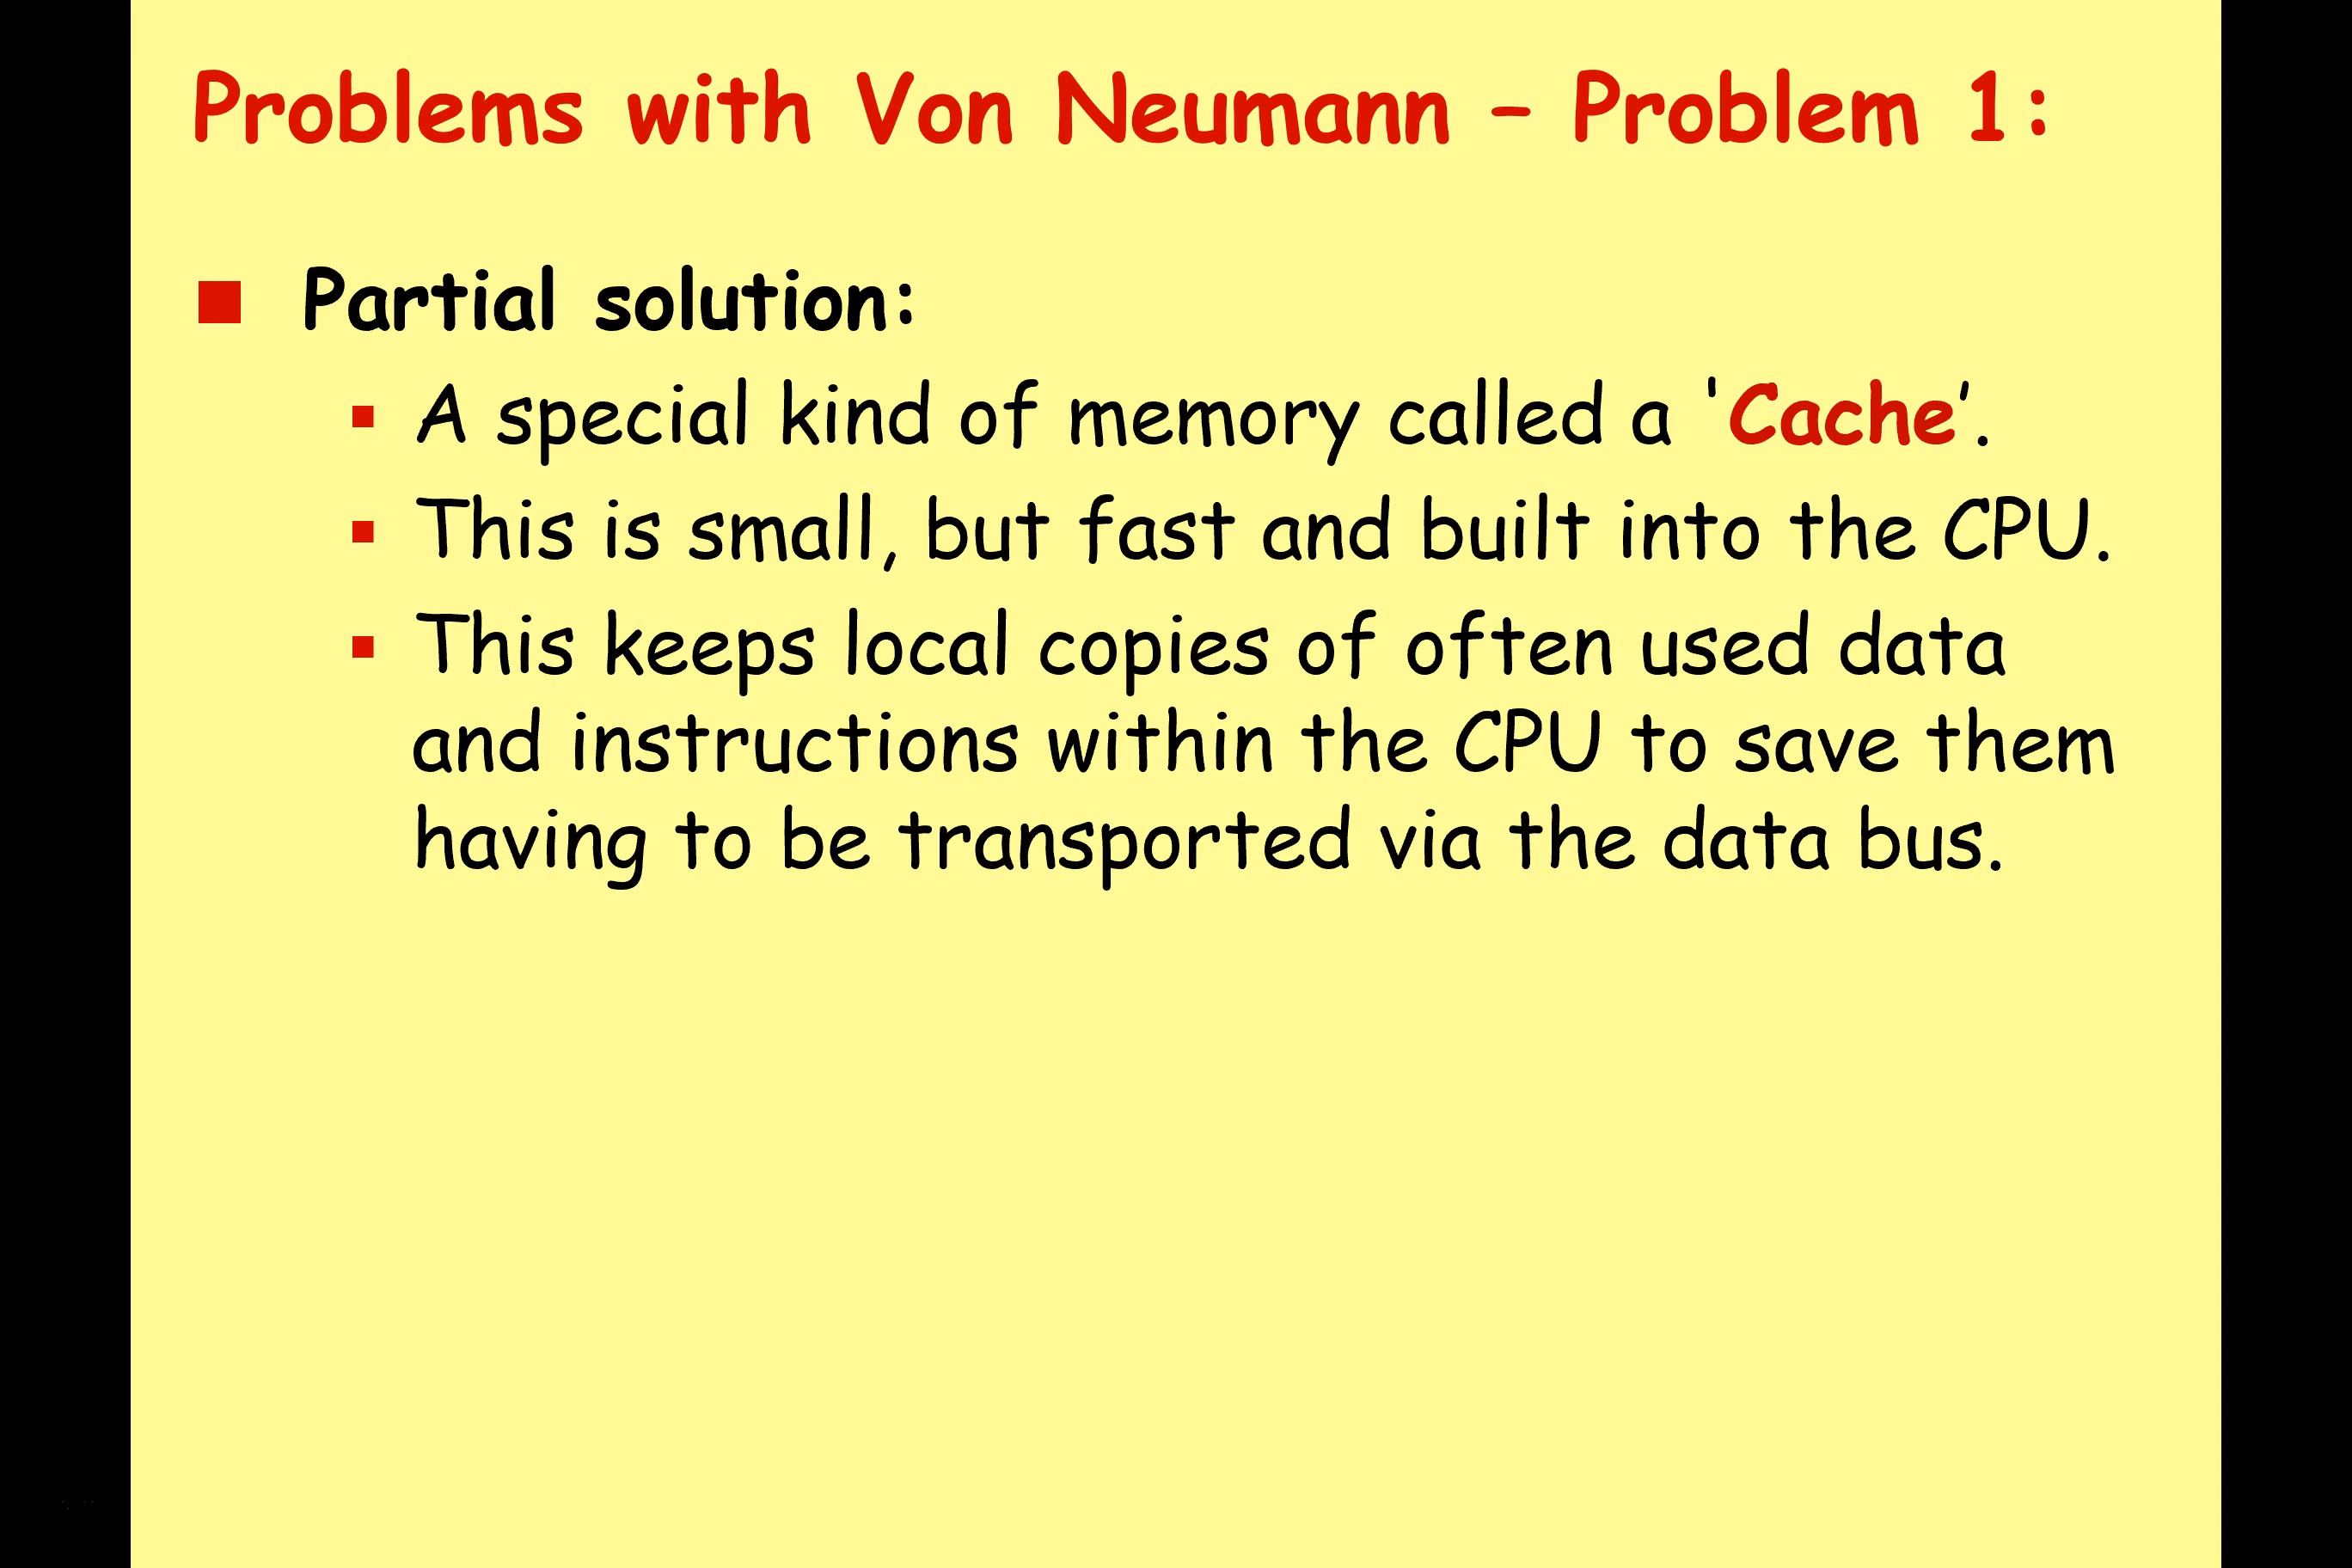 Problems with Von Neumann – Problem 1:
Partial solution:
A special kind of memory called a ‘Cache’.
This is small, but fast and built into the CPU.
This keeps local copies of often used data
and instructions within the CPU to save them
having to be transported via the data bus.